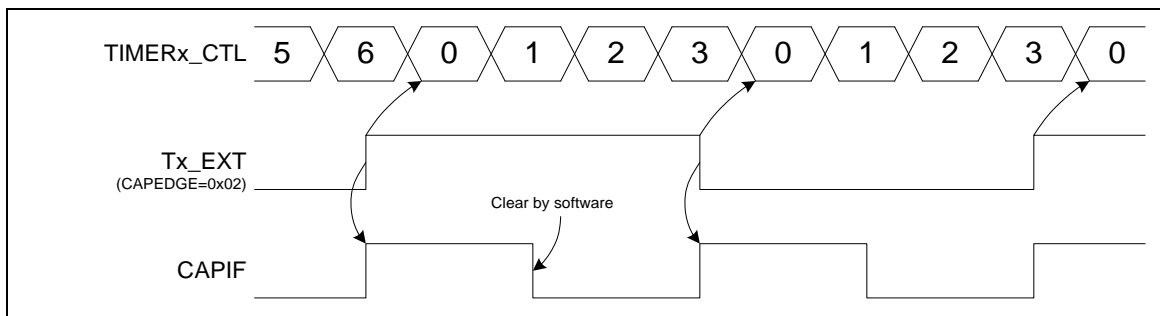 TIMERx_CTL 5 6 0 1 2 3 0 1 2 3 0
Tx_EXT
(CAPEDGE=0x02)
Clear by software
CAPIF